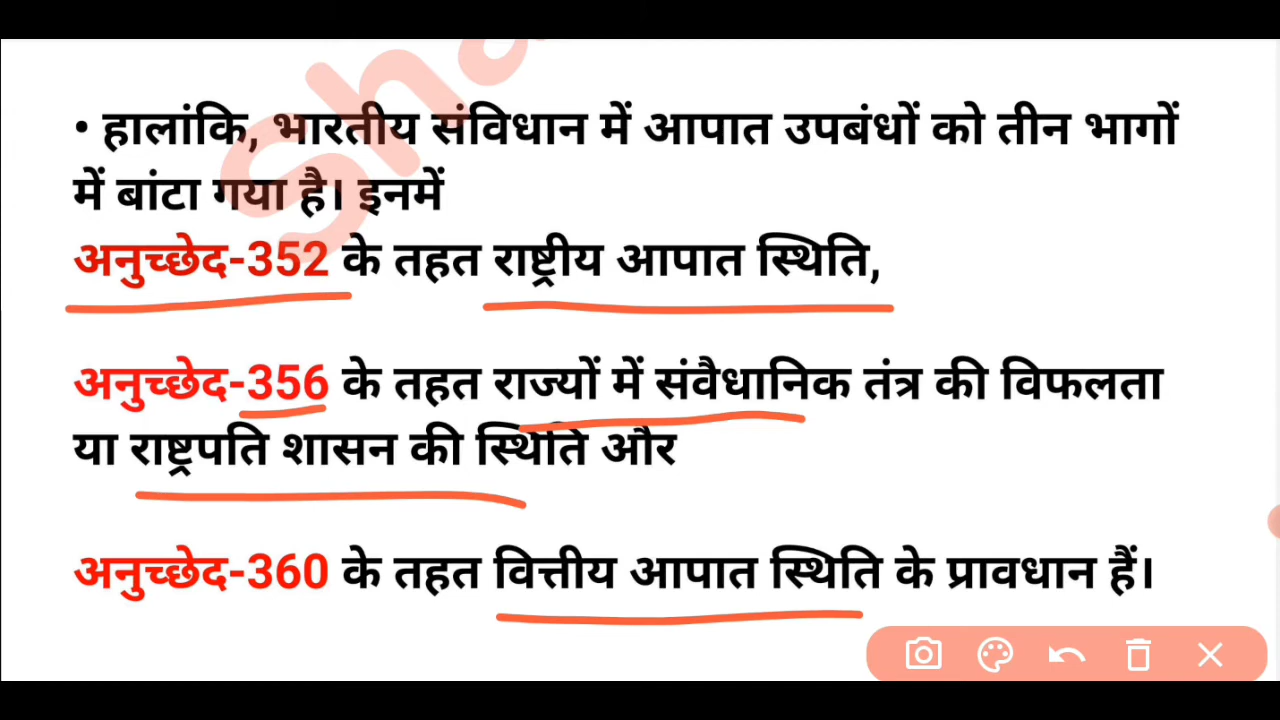 • हालांकि, भारतीय संविधान में आपात उपबंधों को तीन भागों
में बांटा गया है। इनमें
अनुच्छेद-352 के तहत राष्ट्रीय आपात स्थिति,
अनुच्छेद-356 के तहत राज्यों में संवैधानिक तंत्र की विफलता
या राष्ट्रपति शासन की स्थिति और
अनुच्छेद-360 के तहत वित्तीय आपात स्थिति के प्रावधान हैं।